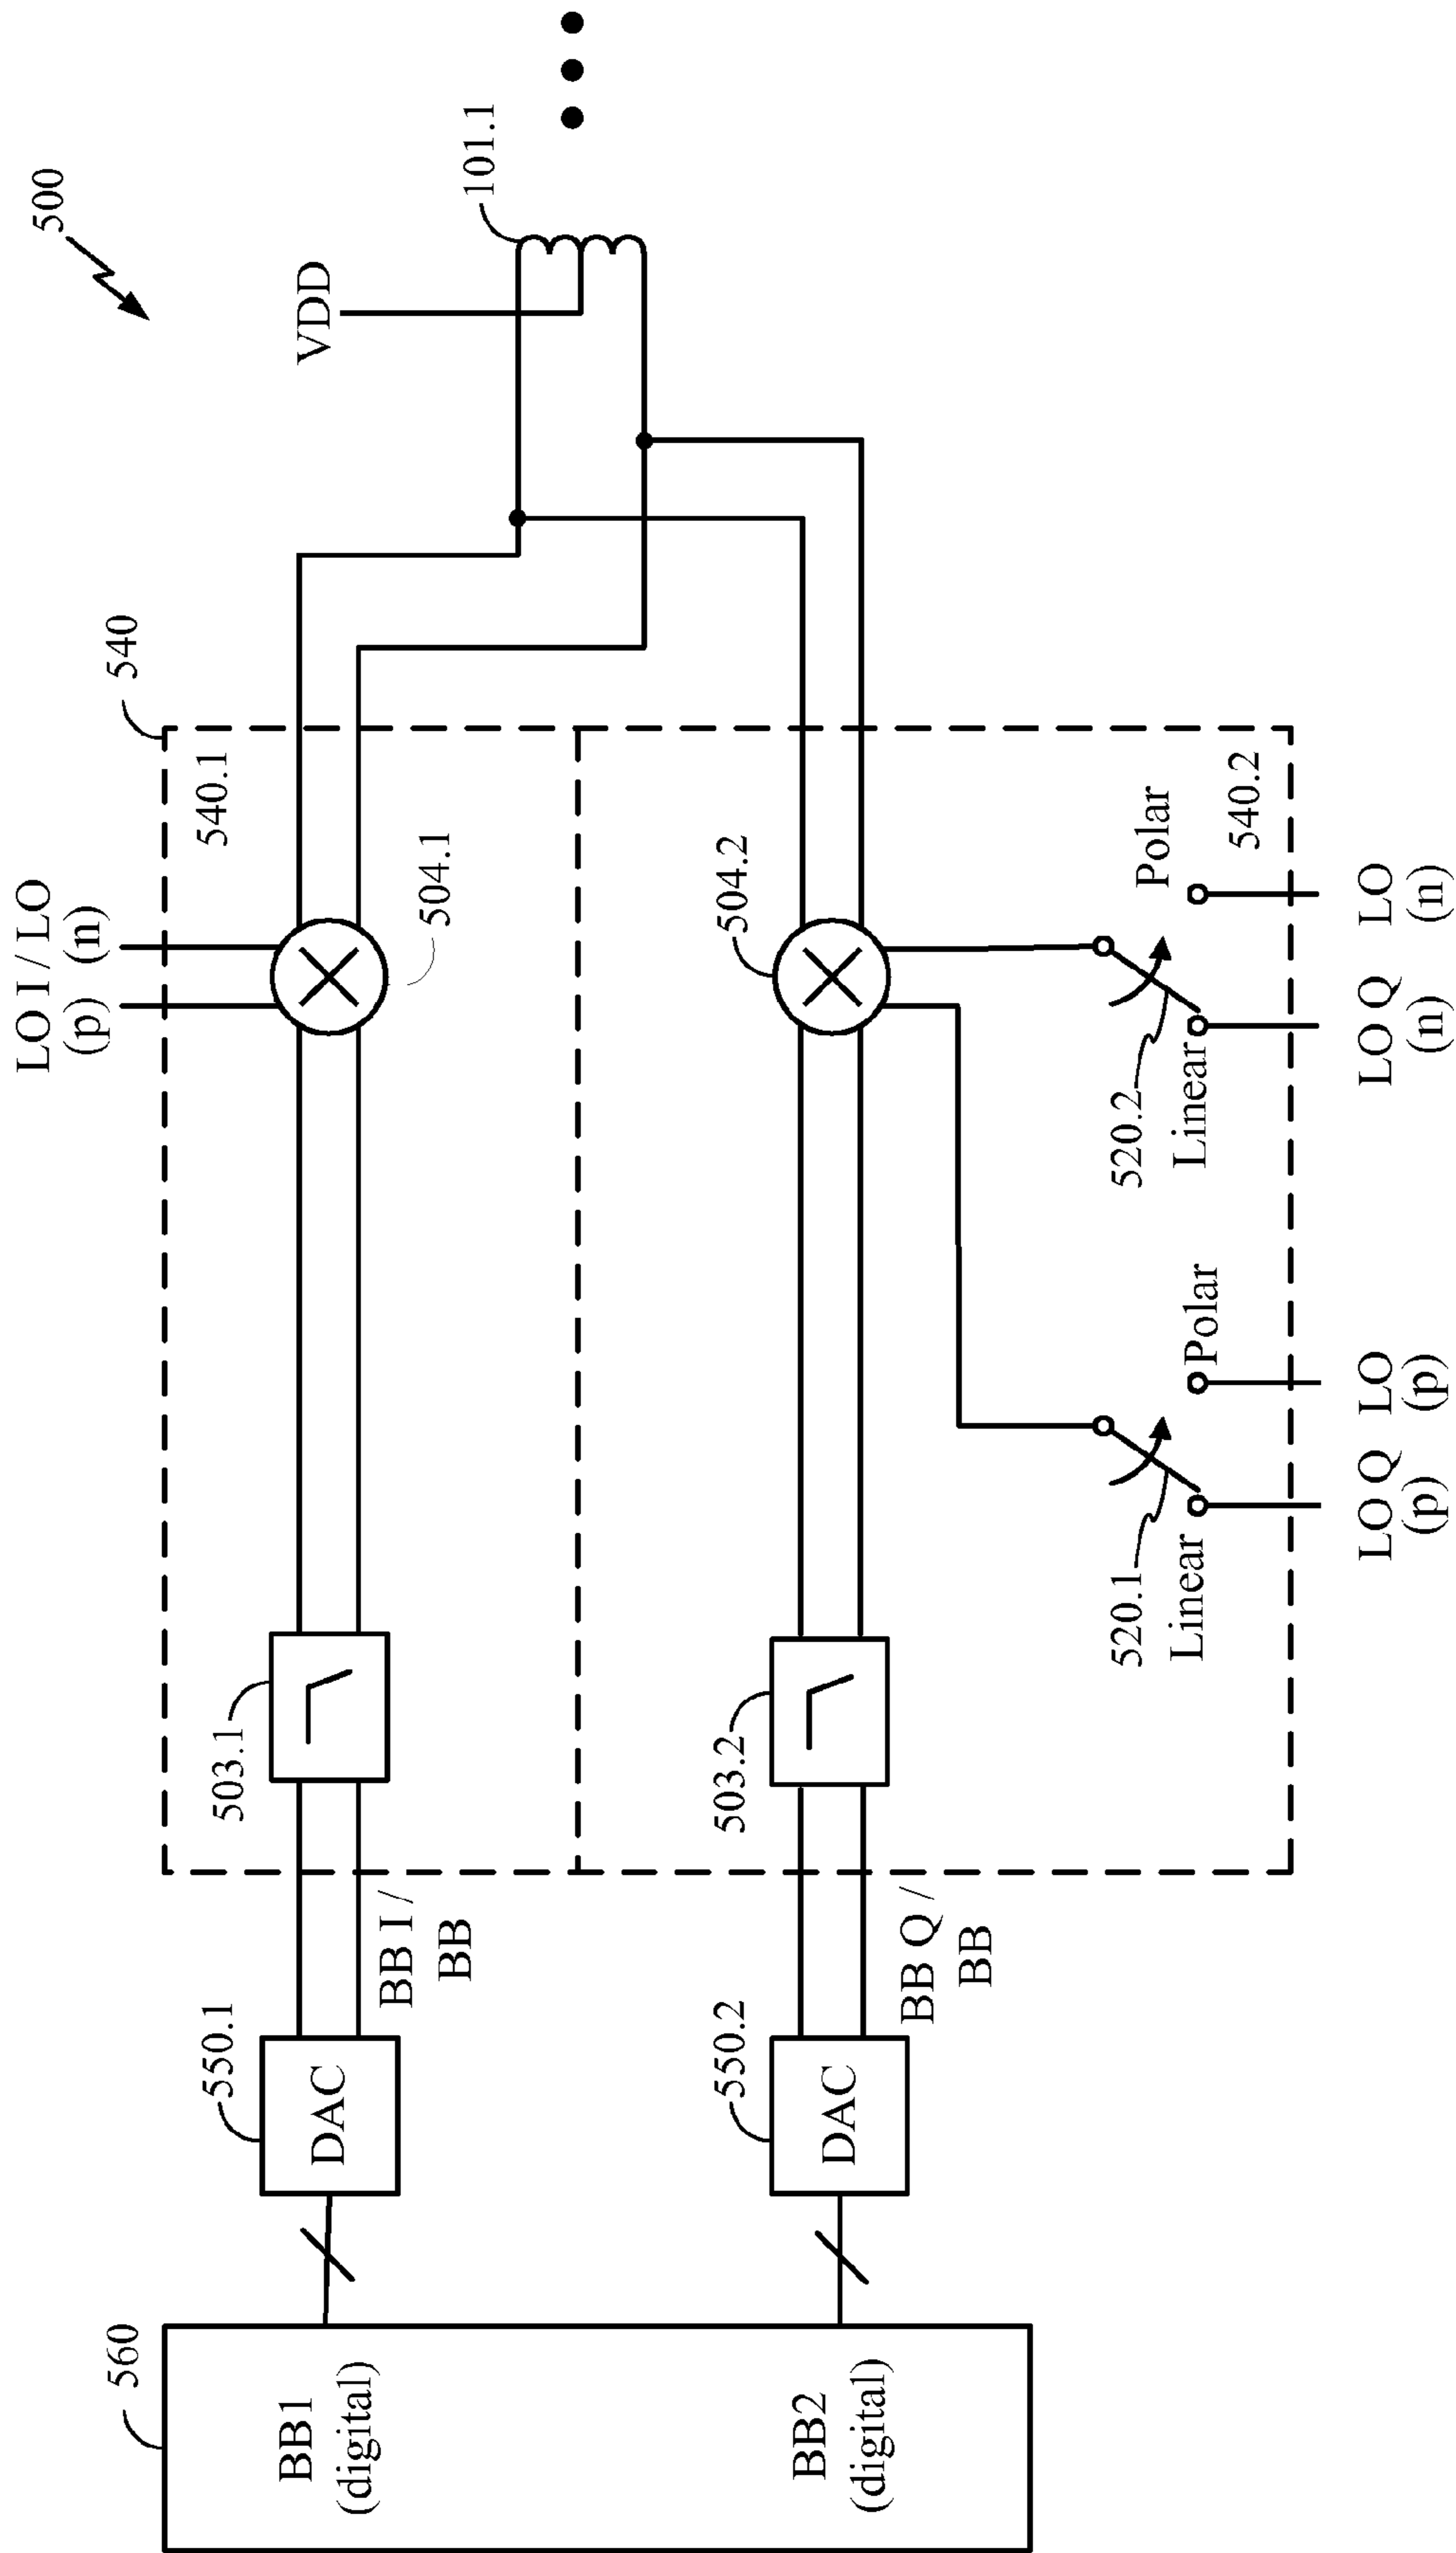 500
540
LO I / LO
(p) (n)
VDD
101.1
540.1
504.1
503.1
550.1
DAC
BB I /
BB
560
BB1
(digital)
BB2
(digital)
550.2
DAC
BB Q /
BB
503.2
504.2
520.1
Linear
Polar
520.2
Linear
Polar
540.2
LO Q LO
(p) (p)
LO Q LO
(n) (n)